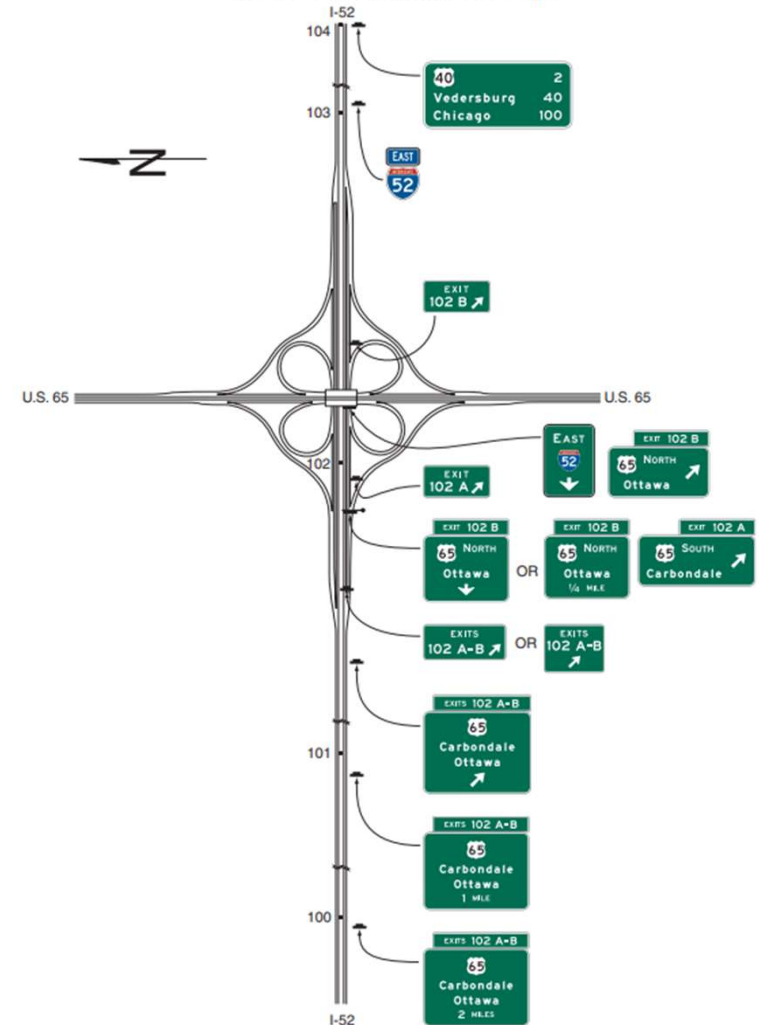 I-52
104
40 2
Vedersburg 40
Chicago 100
103
N
EAST
INTERSTATE
52
EXIT
102 B
U.S. 65
U.S. 65
EAST
52
EXIT 102 B
65 NORTH
Ottawa
102
EXIT
102 A
EXIT 102 B
65 NORTH
Ottawa
OR
EXIT 102 B
65 NORTH
Ottawa
1/4 MILE
EXIT 102 A
65 SOUTH
Carbondale
EXITS
102 A-B
OR
EXITS
102 A-B
EXITS 102 A-B
65
Carbondale
Ottawa
101
EXITS 102 A-B
65
Carbondale
Ottawa
1 MILE
100
EXITS 102 A-B
65
Carbondale
Ottawa
2 MILES
I-52